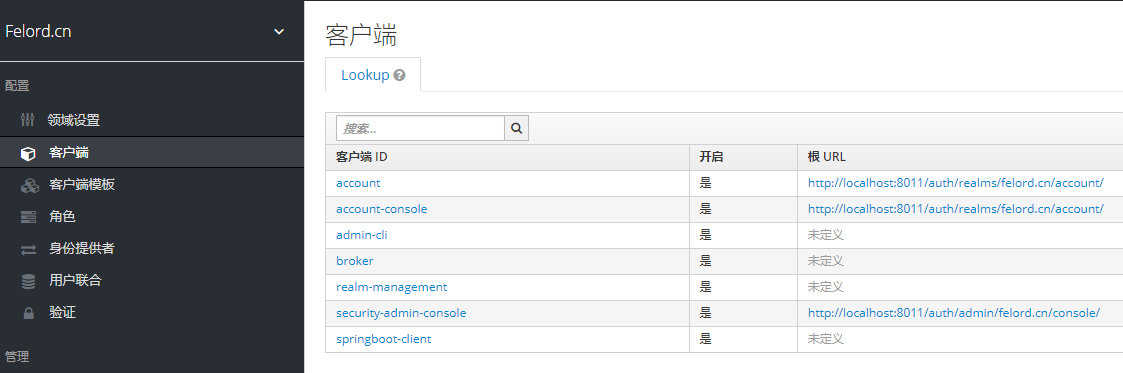 Felord.cn
配置
领域设置
客户端
客户端模板
角色
身份提供者
用户联合
验证
管理
客户端
Lookup
搜索...
客户端 ID 开启 根 URL
account 是 http://localhost:8011/auth/realms/felord.cn/account/
account-console 是 http://localhost:8011/auth/realms/felord.cn/account/
admin-cli 是 未定义
broker 是 未定义
realm-management 是 未定义
security-admin-console 是 http://localhost:8011/auth/admin/felord.cn/console/
springboot-client 是 未定义